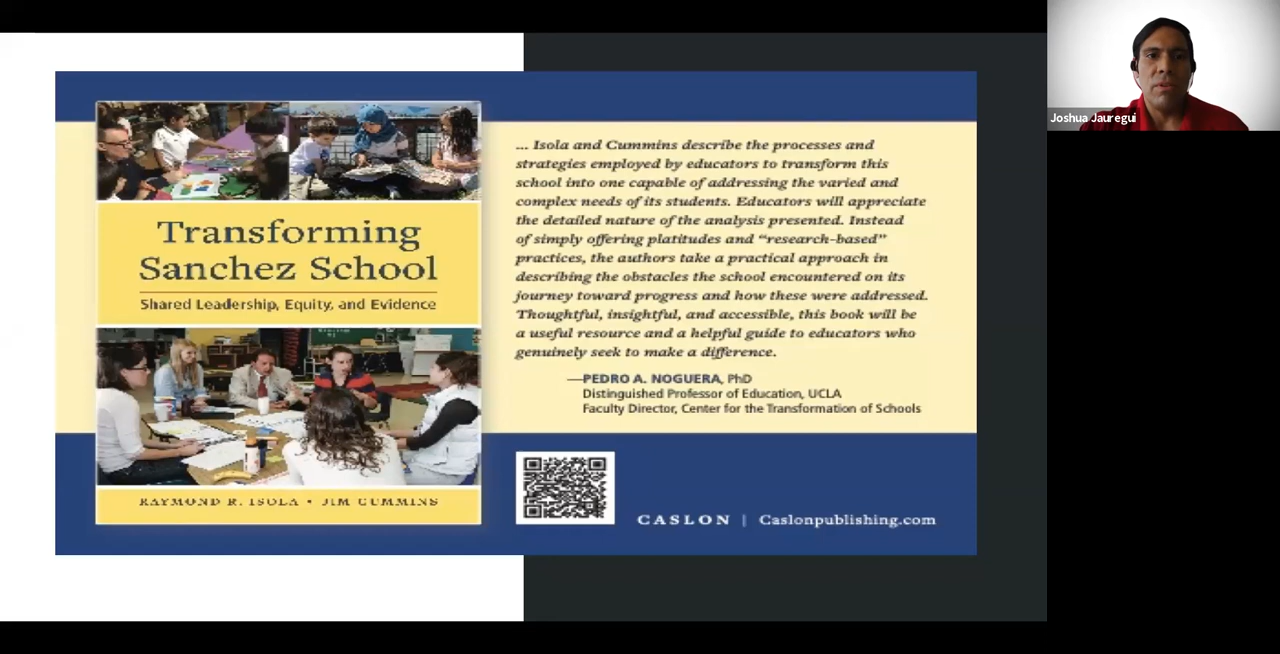 Joshua Jauregui
Transforming
Sanchez School
Shared Leadership, Equity, and Evidence
RAYMOND R. ISOLA • JIM CUMMINS
... Isola and Cummins describe the processes and
strategies employed by educators to transform this
school into one capable of addressing the varied and
complex needs of its students. Educators will appreciate
the detailed nature of the analysis presented. Instead
of simply offering platitudes and “research-based”
practices, the authors take a practical approach in
describing the obstacles the school encountered on its
journey toward progress and how these were addressed.
Thoughtful, insightful, and accessible, this book will be
a useful resource and a helpful guide to educators who
genuinely seek to make a difference.
—PEDRO A. NOGUERA, PhD
Distinguished Professor of Education, UCLA
Faculty Director, Center for the Transformation of Schools
CASLON | Caslonpublishing.com